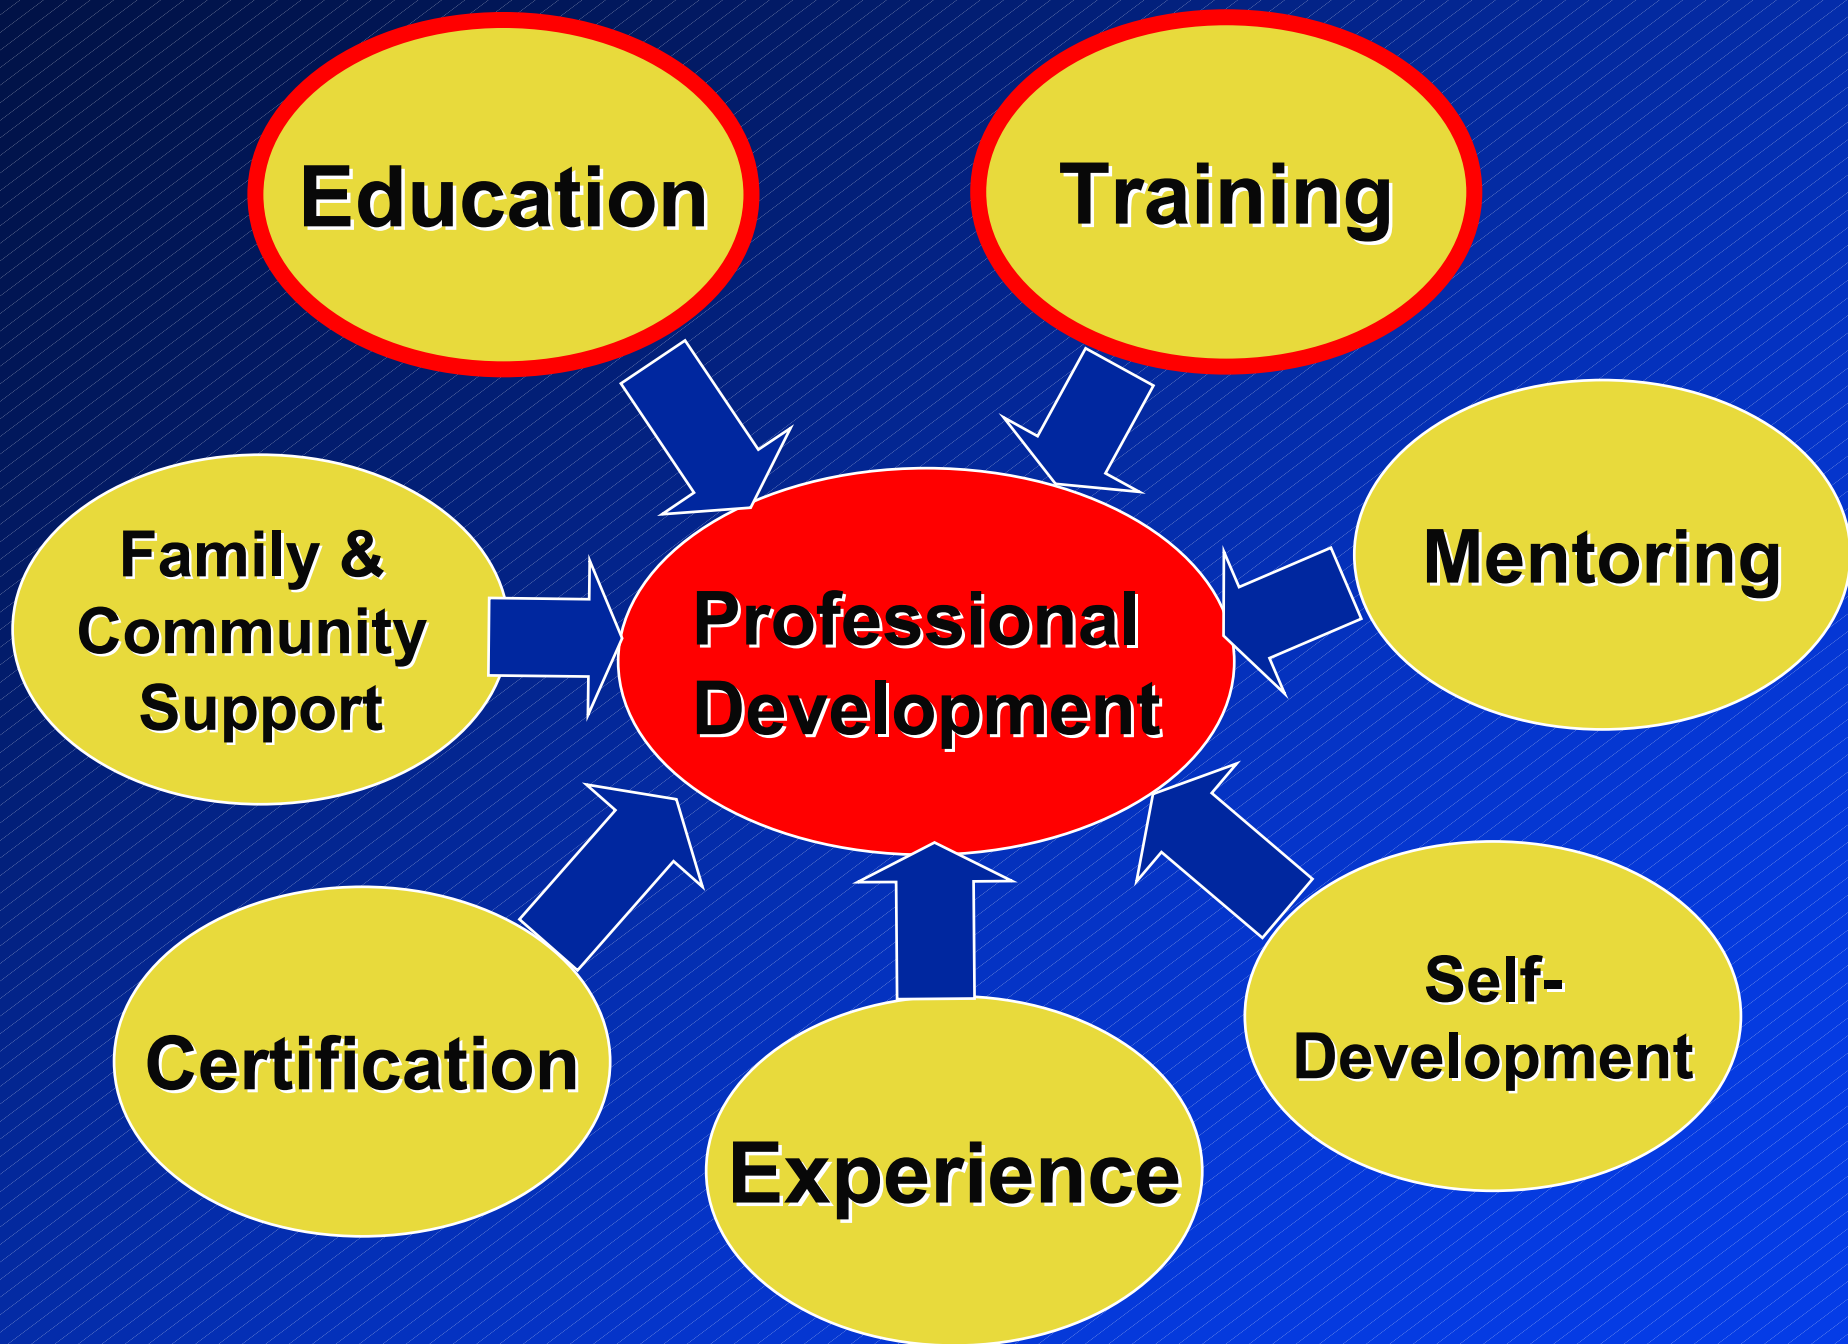 Education
Training
Family &
Community
Support
Professional
Development
Mentoring
Certification
Experience
Self-
Development